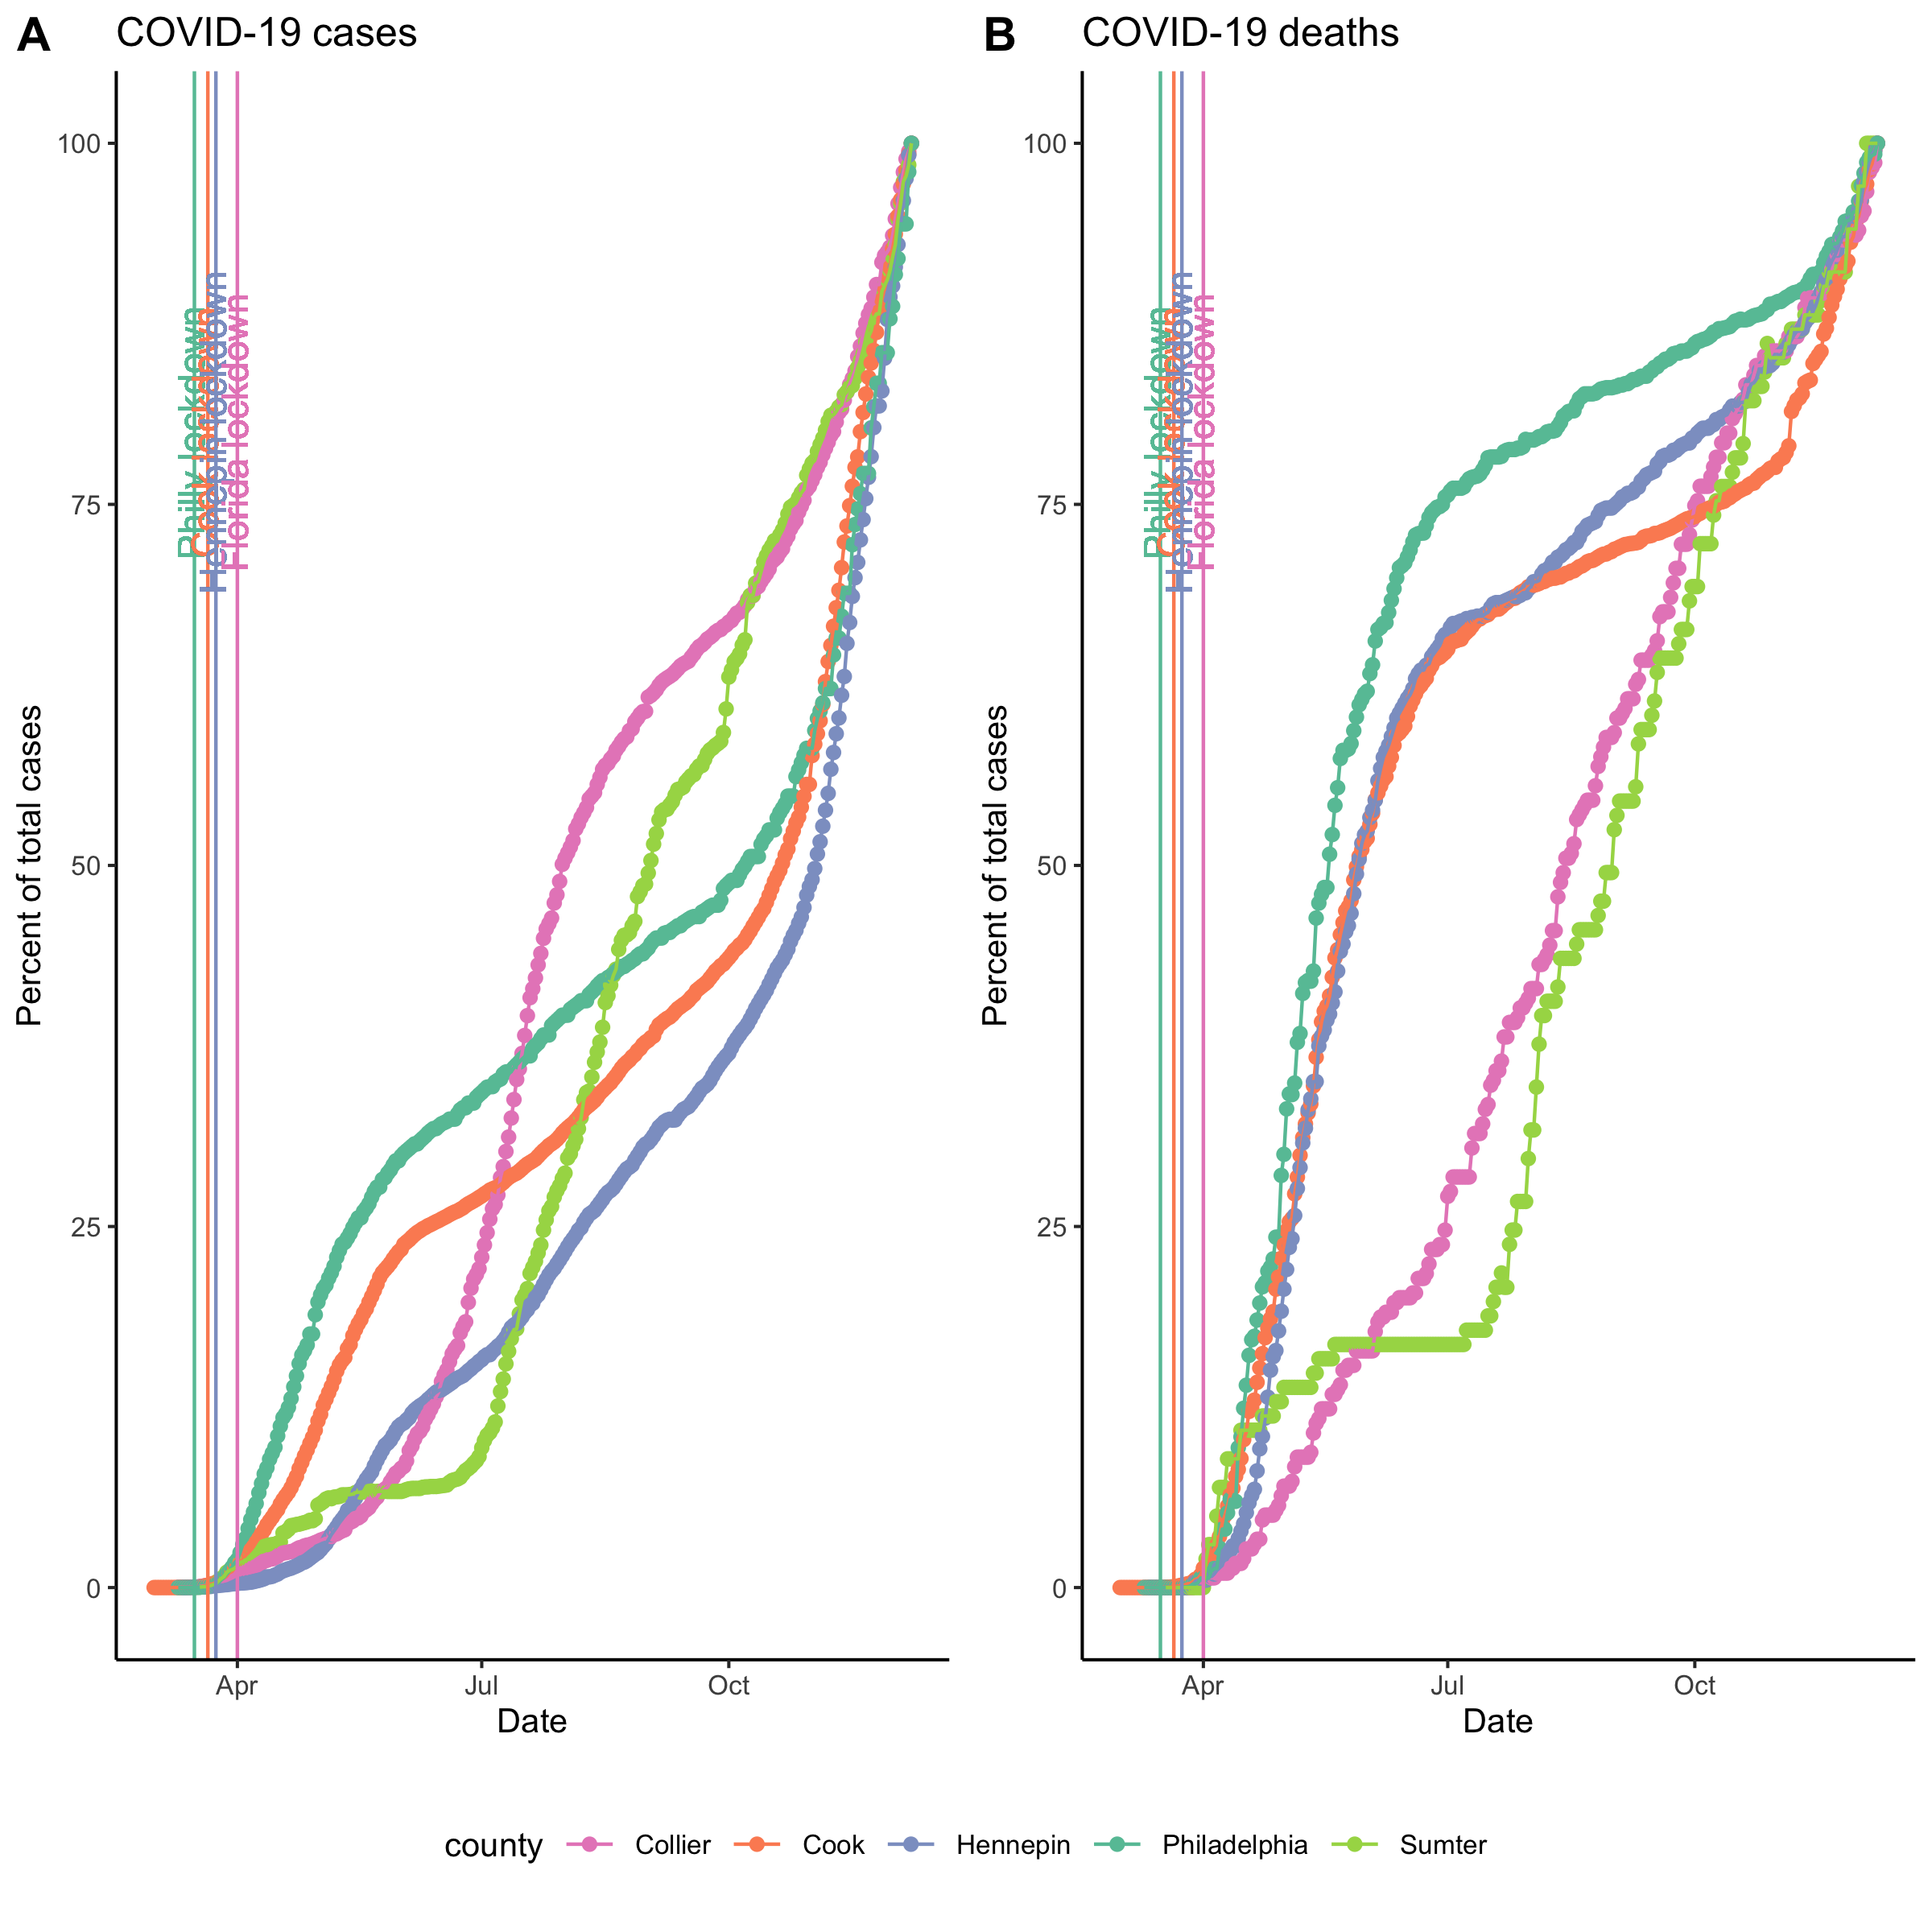 A COVID-19 cases
B COVID-19 deaths
Percent of total cases
100
75
50
25
0
Philly lockdown
Cook lockdown
Hennepin lockdown
Florida lockdown
Apr Jul Oct
Date
Percent of total cases
100
75
50
25
0
Philly lockdown
Cook lockdown
Hennepin lockdown
Florida lockdown
Apr Jul Oct
Date
county Collier Cook Hennepin Philadelphia Sumter